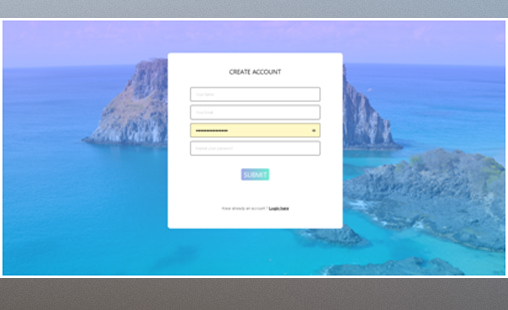 CREATE ACCOUNT
Your Name
Your Email
Repeat your password
SUBMIT
Have already an account ? Login here